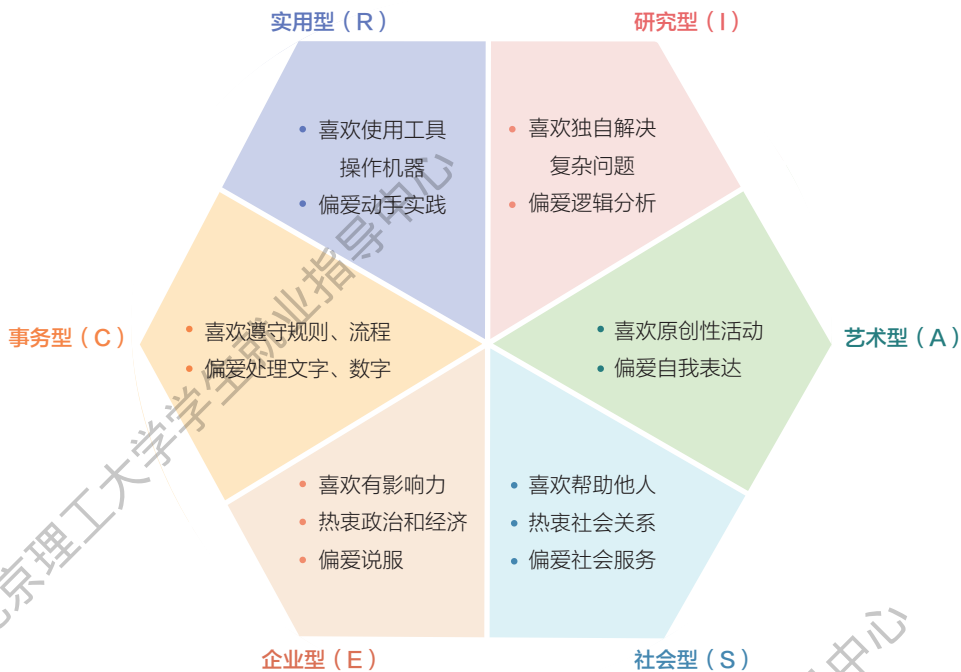 实用型（R）
研究型（I）
• 喜欢使用工具
操作机器
• 偏爱动手实践
• 喜欢独自解决
复杂问题
• 偏爱逻辑分析
事务型（C）
• 喜欢遵守规则、流程
• 偏爱处理文字、数字
• 喜欢原创性活动
• 偏爱自我表达
艺术型（A）
• 喜欢有影响力
• 热衷政治和经济
• 偏爱说服
• 喜欢帮助他人
• 热衷社会关系
• 偏爱社会服务
企业型（E）
社会型（S）
京理工大学学生就业指导中心
中心